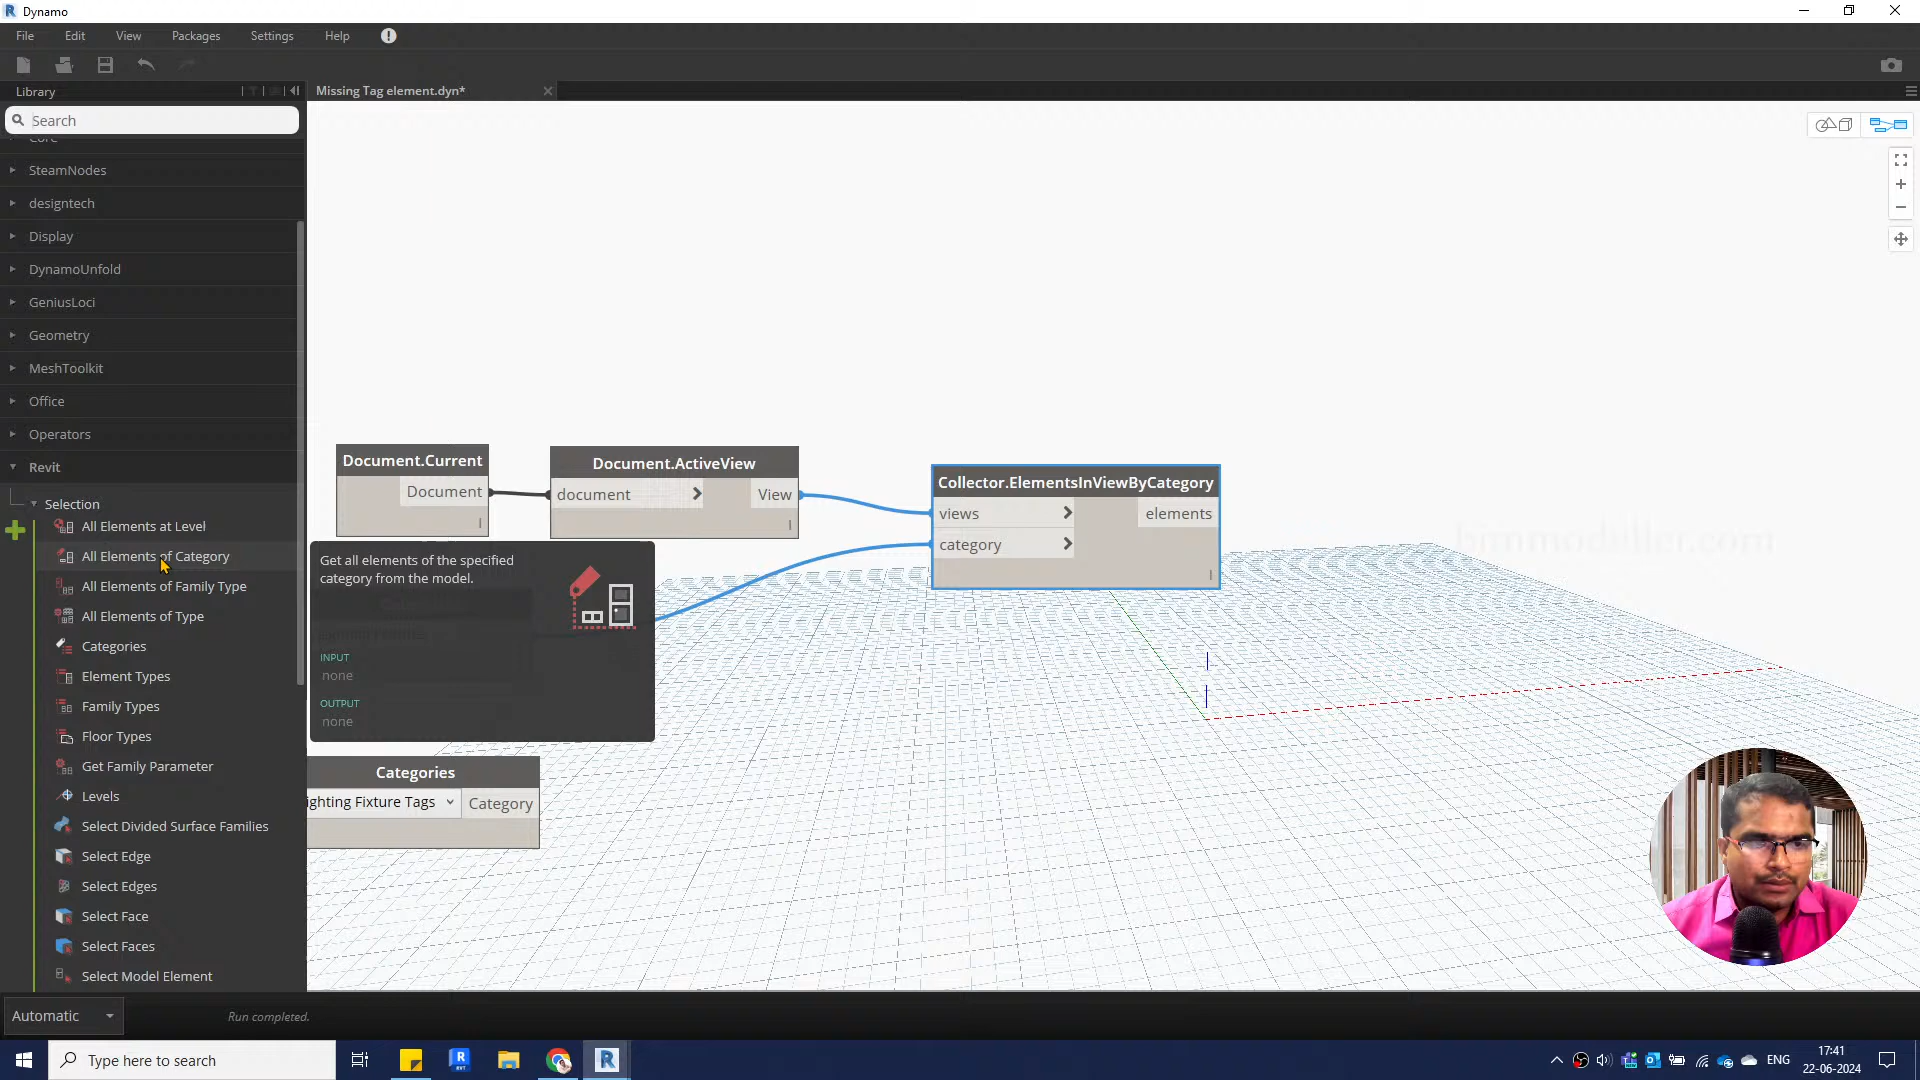 Dynamo
File Edit View Packages Settings Help
Library
Missing Tag element.dyn*
Search
Core
SteamNodes
designtech
Display
DynamoUnfold
GeniusLoci
Geometry
MeshToolkit
Office
Operators
Revit
Selection
All Elements at Level
All Elements of Category
All Elements of Family Type
All Elements of Type
Categories
Element Types
Family Types
Floor Types
Get Family Parameter
Levels
Select Divided Surface Families
Select Edge
Select Edges
Select Face
Select Faces
Select Model Element
Document.Current
Document
Document.ActiveView
document View
Collector.ElementsInViewByCategory
views elements
category
Get all elements of the specified
category from the model.
INPUT
none
OUTPUT
none
Categories
ighting Fixture Tags Category
Automatic
Run completed.
Type here to search
ENG
17:41
22-06-2024